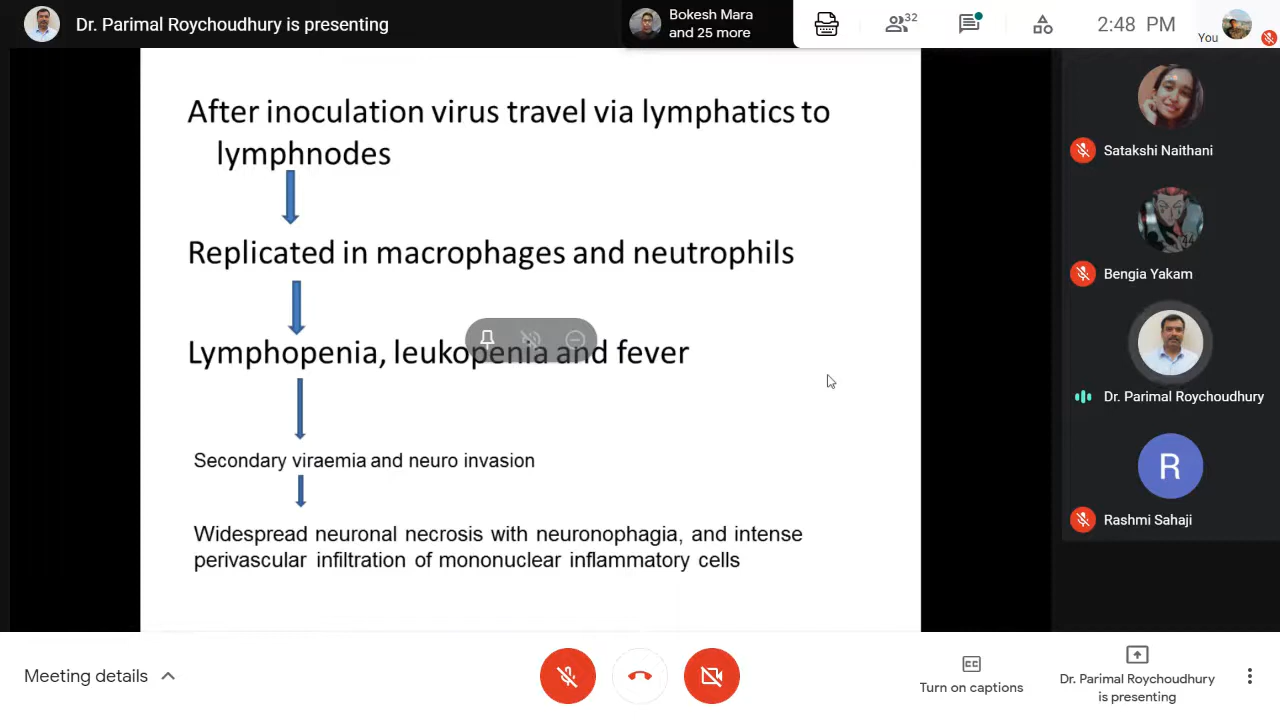 Dr. Parimal Roychoudhury is presenting
Bokesh Mara
and 25 more
32
2:48 PM
You
After inoculation virus travel via lymphatics to
lymphnodes
Replicated in macrophages and neutrophils
Lymphopenia, leukopenia and fever
Secondary viraemia and neuro invasion
Widespread neuronal necrosis with neuronophagia, and intense
perivascular infiltration of mononuclear inflammatory cells
Satakshi Naithani
Bengia Yakam
Dr. Parimal Roychoudhury
R
Rashmi Sahaji
Meeting details
CC
Turn on captions
Dr. Parimal Roychoudhury
is presenting